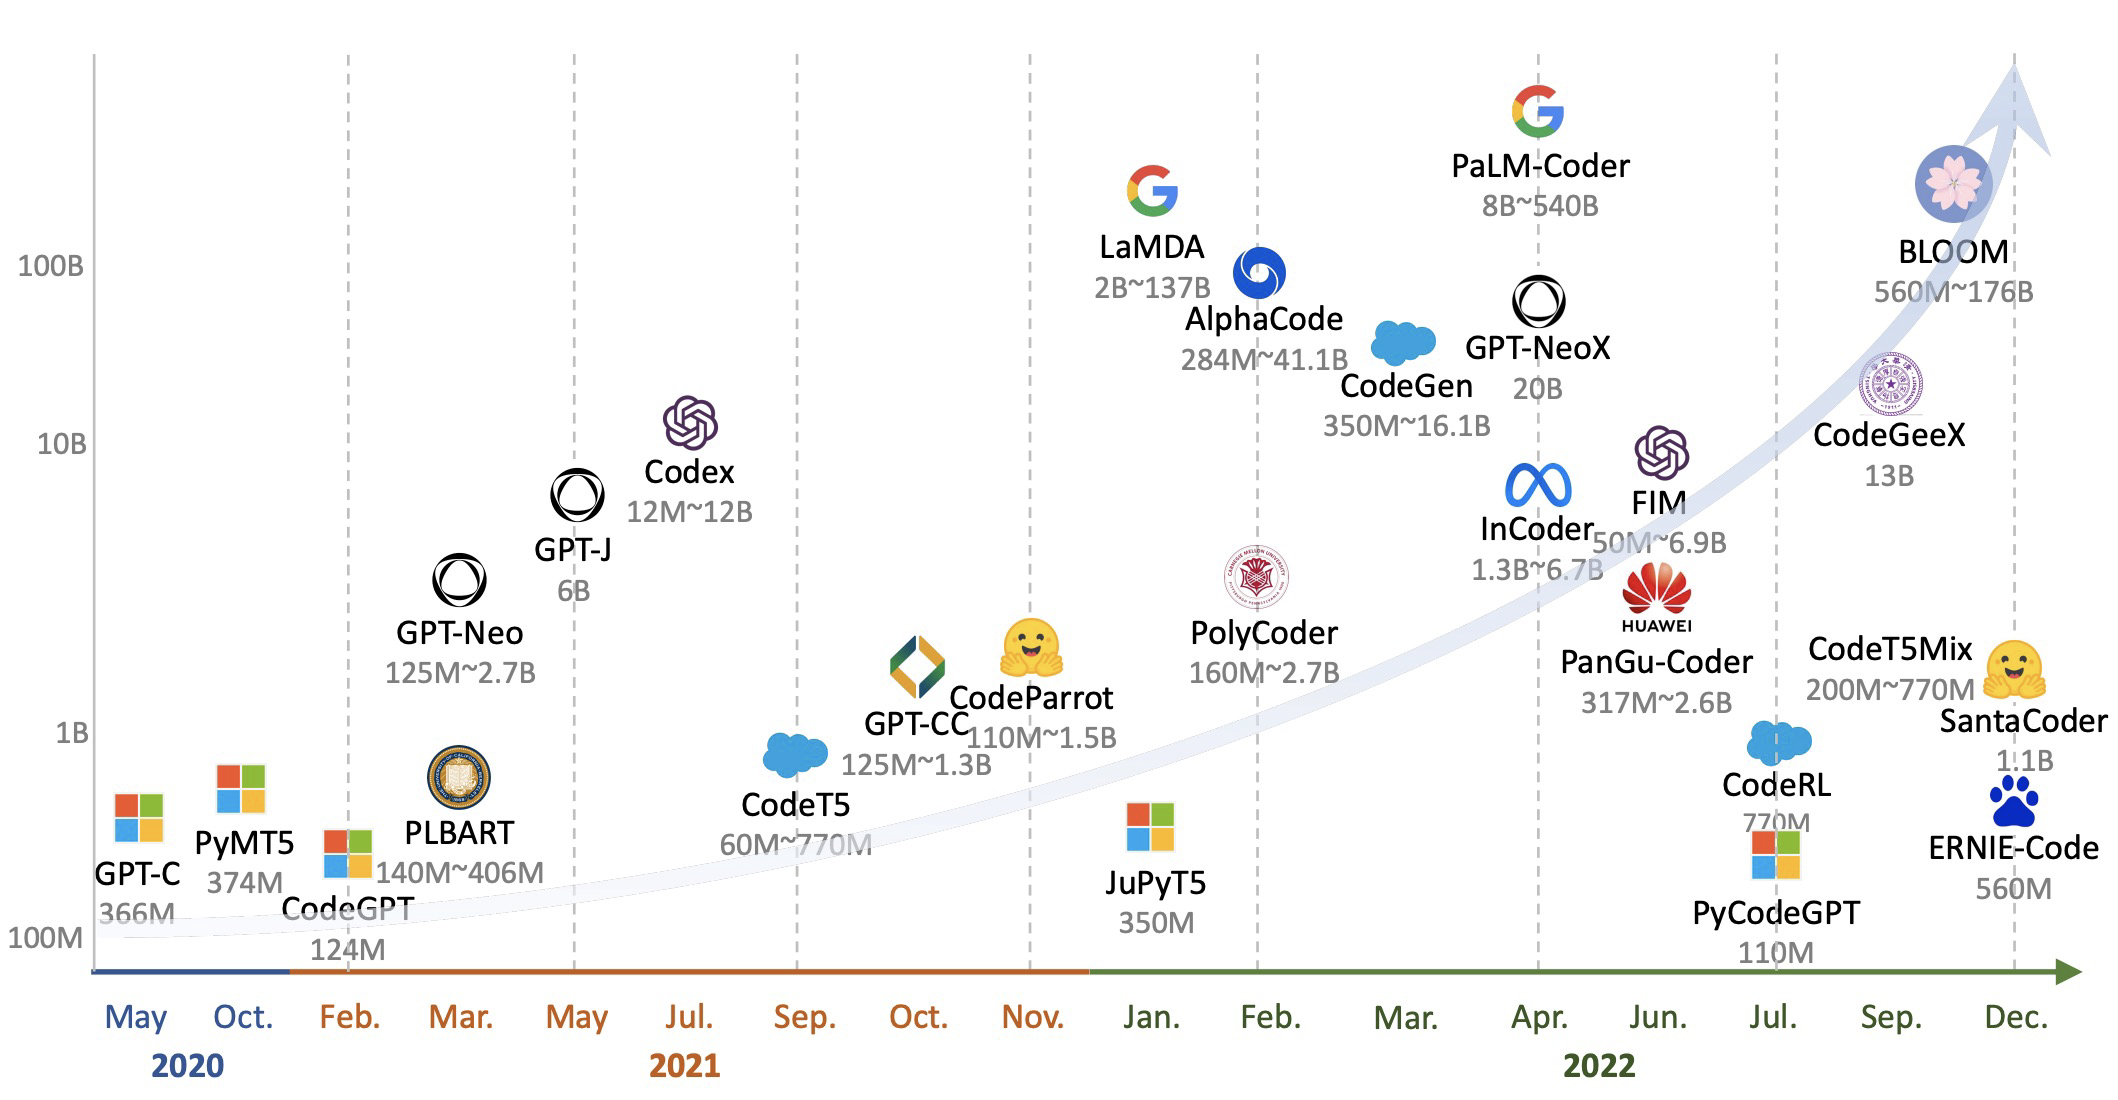 PaLM-Coder
8B~540B
LaMDA
2B~137B
BLOOM
560M~176B
100B
AlphaCode
284M~41.1B
GPT-NeoX
20B
CodeGen
350M~16.1B
CodeGeeX
13B
10B
Codex
12M~12B
GPT-J
6B
InCoder
1.3B~6.7B
FIM
50M~6.9B
GPT-Neo
125M~2.7B
PolyCoder
160M~2.7B
HUAWEI
PanGu-Coder
317M~2.6B
CodeT5Mix
200M~770M
GPT-CC
125M~1.3B
CodeParrot
110M~1.5B
SantaCoder
1.1B
1B
CodeT5
60M~770M
CodeRL
770M
PLBART
140M~406M
PyMT5
374M
GPT-C
366M
CodeGPT
124M
JuPyT5
350M
ERNIE-Code
560M
PyCodeGPT
110M
100M
May Oct. Feb. Mar. May Jul. Sep. Oct. Nov. Jan. Feb. Mar. Apr. Jun. Jul. Sep. Dec.
2020 2021 2022